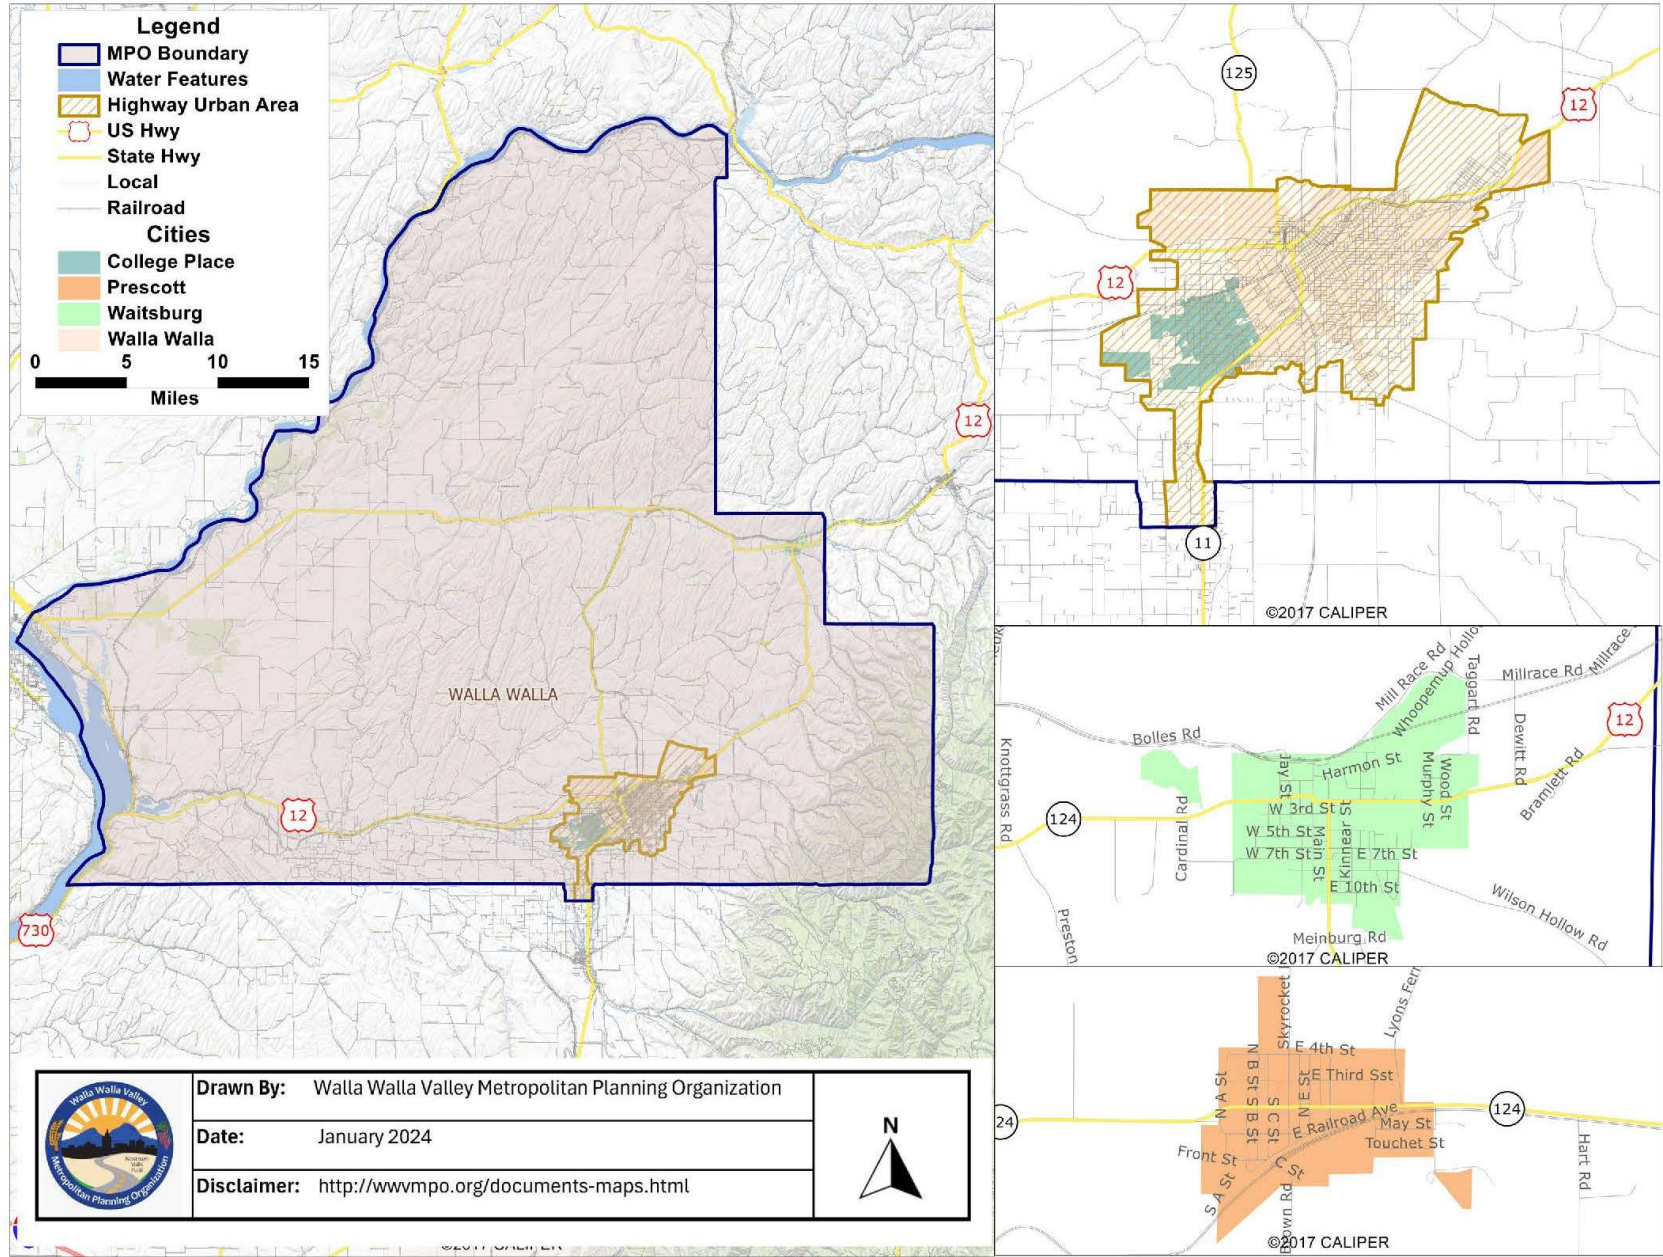 Legend
MPO Boundary
Water Features
Highway Urban Area
US Hwy
State Hwy
Local
Railroad
Cities
College Place
Prescott
Waitsburg
Walla Walla
0 5 10 15
Miles
12
WALLA WALLA
12
730
125
12
12
11
©2017 CALIPER
Mill Race Rd
Whoopemup Hollo
Taggart Rd
Millrace Rd
Millrace
12
Bolles Rd
Knottgrass Rd
Dewitt Rd
Bramlett Rd
Jay St
Harmon St
Murphy St
Wood St
124
Cardinal Rd
W 3rd St
W 5th St
W 7th St
Main St
Kinnear St
E 7th St
E 10th St
Wilson Hollow Rd
Preston
Meinburg Rd
©2017 CALIPER
Skyrocket
Lyons Ferr
E 4th St
E Third Sst
N A St
N B St
S B St
S C St
N E St
24
124
E Railroad Ave
May St
Touchet St
Front St
C St
S A St
Hart Rd
©2017 CALIPER
Walla Walla Valley
Metropolitan Planning Organization
Drawn By: Walla Walla Valley Metropolitan Planning Organization
Date: January 2024
Disclaimer: http://wwvmpo.org/documents-maps.html
N
©2017 CALIPER